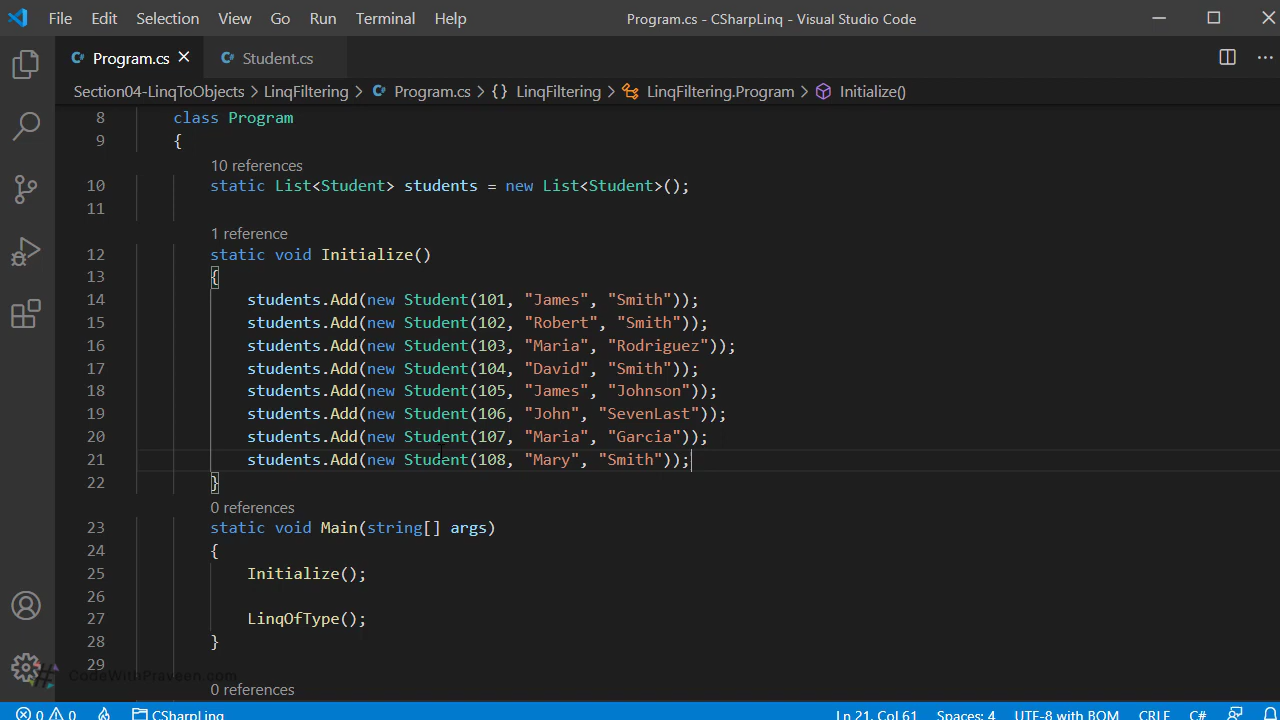 File Edit Selection View Go Run Terminal Help Program.cs - CSharpLinq - Visual Studio Code
Program.cs Student.cs
Section04-LinqToObjects > LinqFiltering > Program.cs > {} LinqFiltering > LinqFiltering.Program > Initialize()
8 class Program
9 {
10 references
10 static List<Student> students = new List<Student>();
11
1 reference
12 static void Initialize()
13 {
14 students.Add(new Student(101, "James", "Smith"));
15 students.Add(new Student(102, "Robert", "Smith"));
16 students.Add(new Student(103, "Maria", "Rodriguez"));
17 students.Add(new Student(104, "David", "Smith"));
18 students.Add(new Student(105, "James", "Johnson"));
19 students.Add(new Student(106, "John", "SevenLast"));
20 students.Add(new Student(107, "Maria", "Garcia"));
21 students.Add(new Student(108, "Mary", "Smith"));
22 }
0 references
23 static void Main(string[] args)
24 {
25 Initialize();
26
27 LinqOfType();
28 }
29
CodeWithPraveen.com
0 references
0 0 CSharpLinq Ln 21, Col 61 Spaces: 4 UTF-8 with BOM CRLF C#